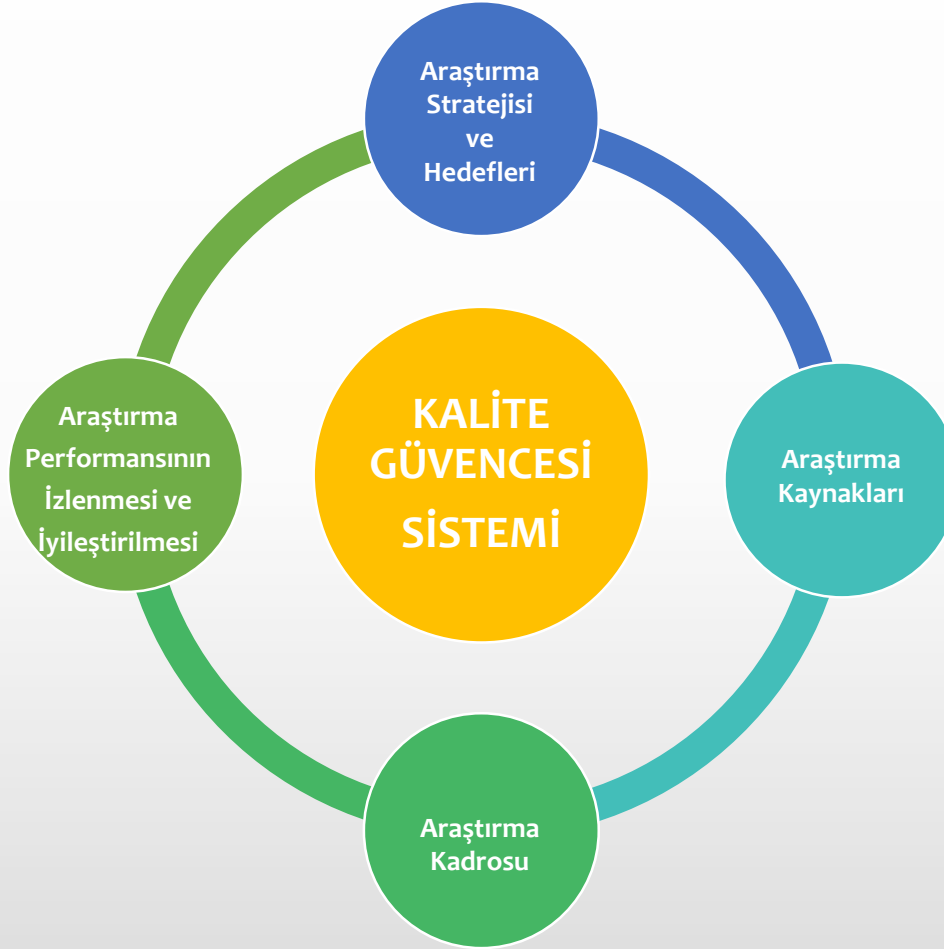 Araştırma
Stratejisi
ve
Hedefleri
KALİTE
GÜVENCESİ
SİSTEMİ
Araştırma
Performansının
İzlenmesi ve
İyileştirilmesi
Araştırma
Kaynakları
Araştırma
Kadrosu